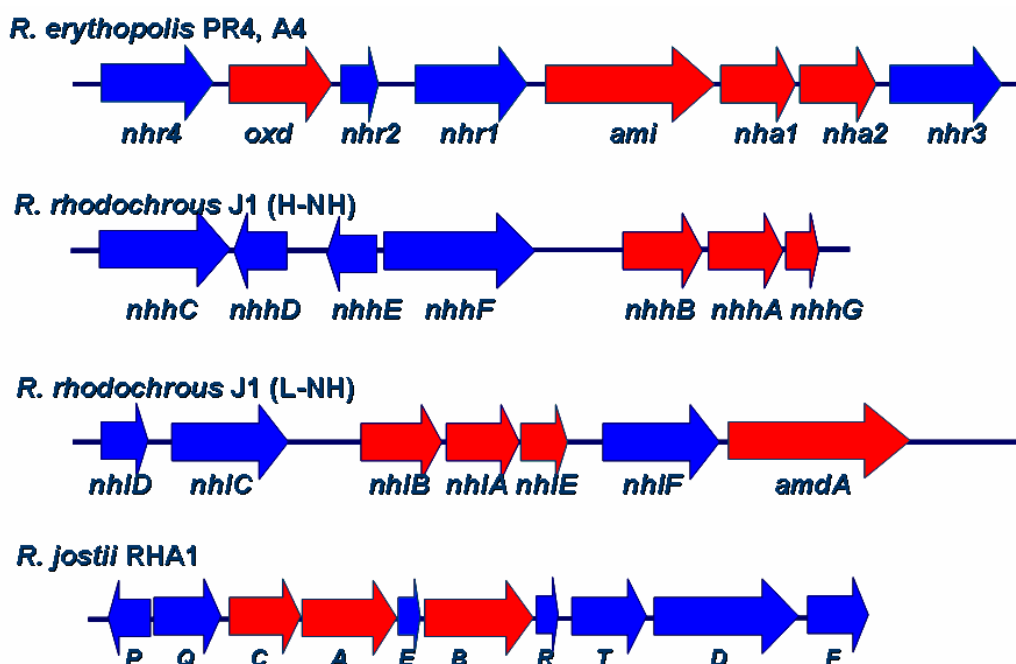 R. erythopolis PR4, A4
nhr4 oxd nhr2 nhr1 ami nha1 nha2 nhr3
R. rhodochrous J1 (H-NH)
nhhC nhhD nhhE nhhF nhhB nhhA nhhG
R. rhodochrous J1 (L-NH)
nhlD nhlC nhlB nhlA nhlE nhlF amdA
R. jostii RHA1
P Q C A E B R T D F